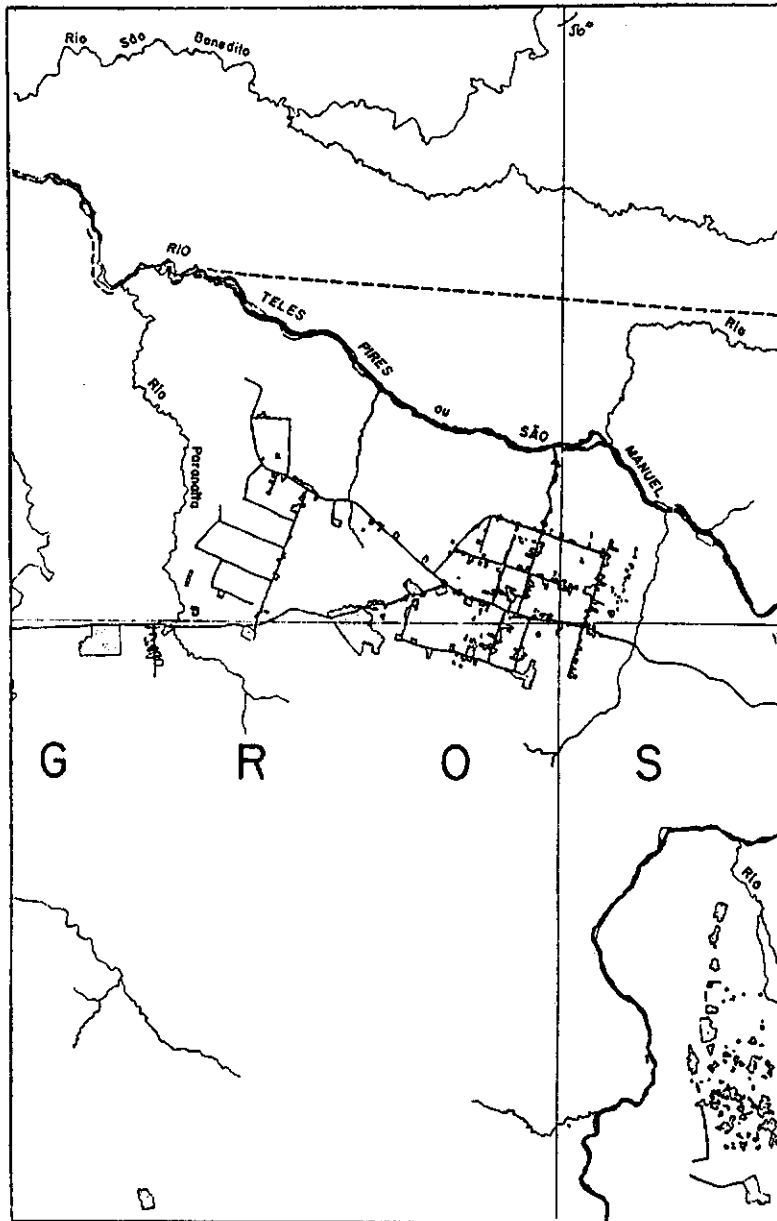 50°
Rio São Benedito
RIO TELES PIRES ou SÃO MANUEL
Rio
Rio Paranaíta
G R O S
Rio